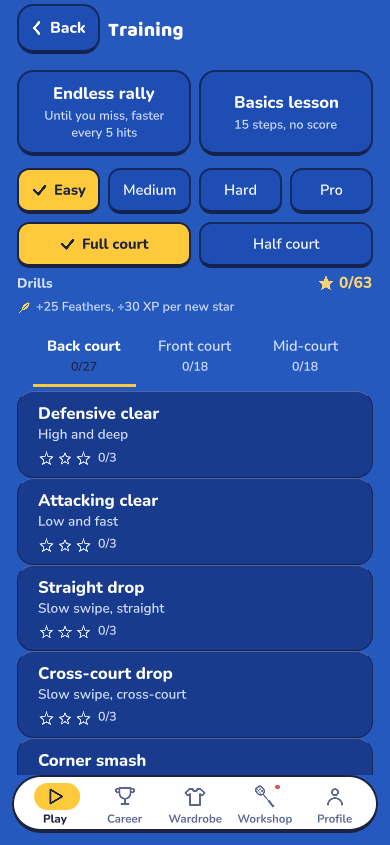 Back
Training
Endless rally
Until you miss, faster
every 5 hits
Basics lesson
15 steps, no score
Easy
Medium
Hard
Pro
Full court
Half court
Drills
0/63
+25 Feathers, +30 XP per new star
Back court
0/27
Front court
0/18
Mid-court
0/18
Defensive clear
High and deep
0/3
Attacking clear
Low and fast
0/3
Straight drop
Slow swipe, straight
0/3
Cross-court drop
Slow swipe, cross-court
0/3
Corner smash
Play
Career
Wardrobe
Workshop
Profile